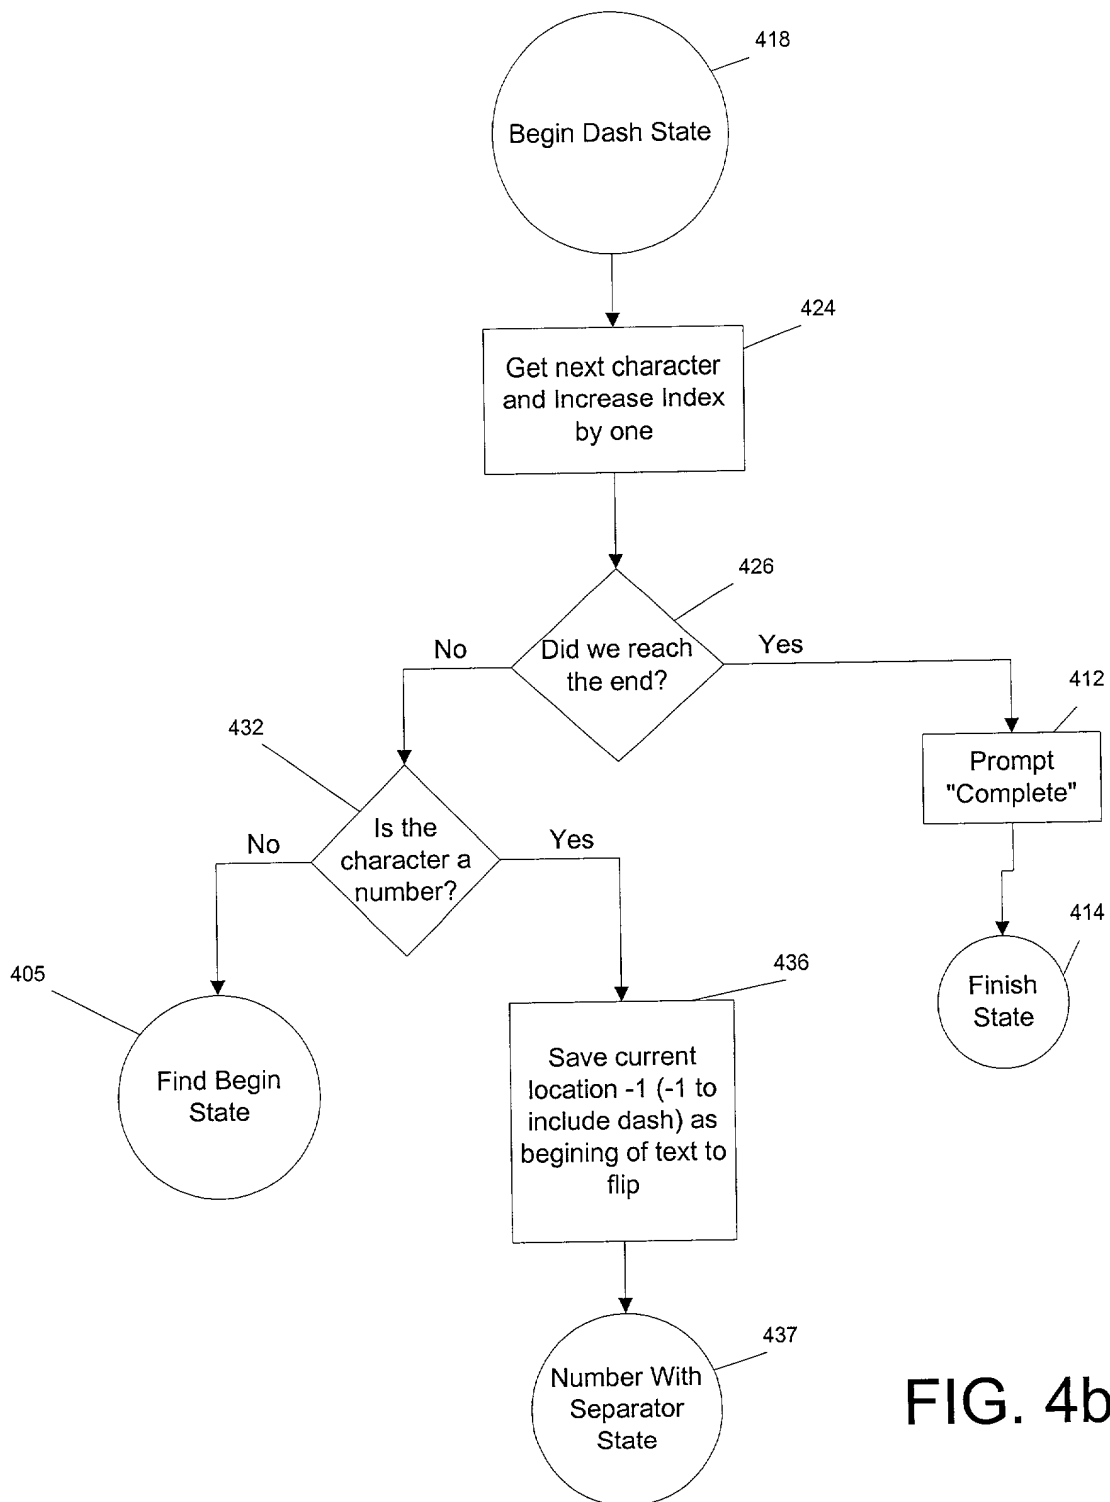 418
Begin Dash State
424
Get next character
and Increase Index
by one
426
No
Did we reach
the end?
Yes
412
432
Prompt
"Complete"
No
Is the
character a
number?
Yes
414
405
436
Finish
State
Find Begin
State
Save current
location -1 (-1 to
include dash) as
begining of text to
flip
437
Number With
Separator
State
FIG. 4b